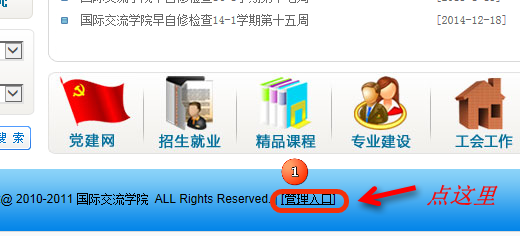 国际交流学院早自修检查14-1学期第十五周
[2014-12-18]
搜 索
党建网
招生就业
精品课程
专业建设
工会工作
1
@ 2010-2011 国际交流学院 ALL Rights Reserved. [管理入口]
点这里